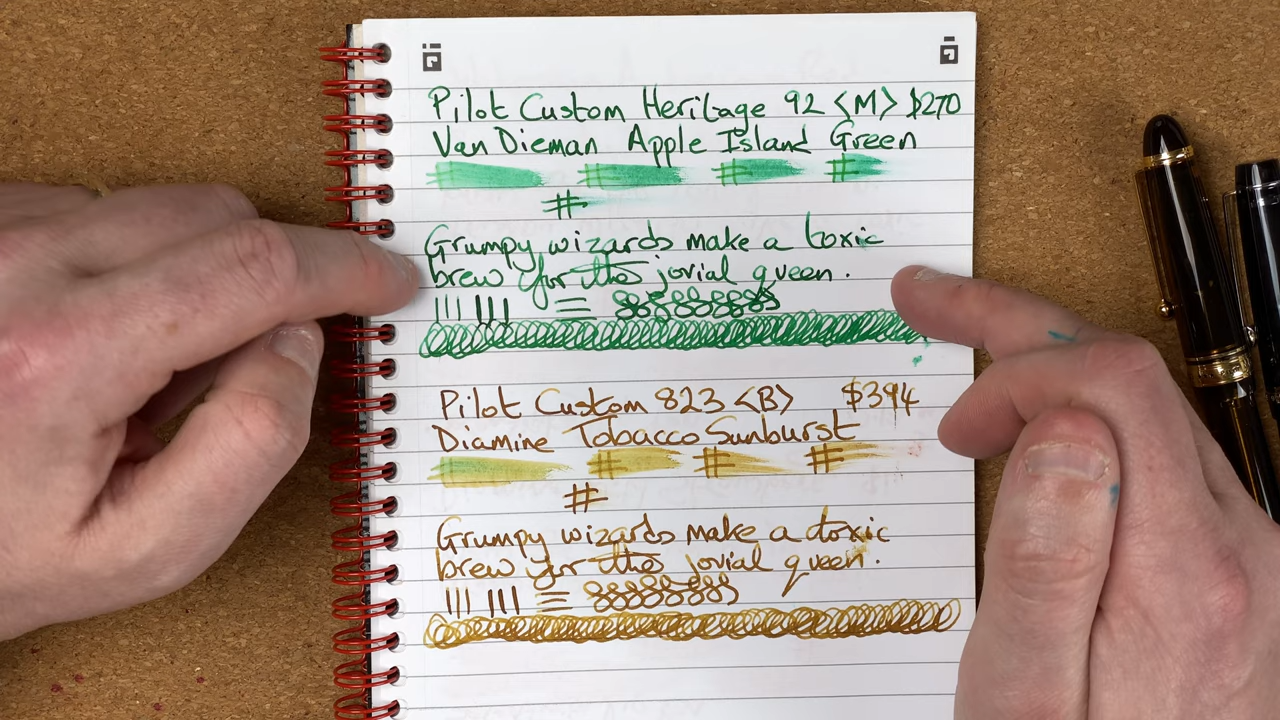 Pilot Custom Heritage 92 <M> $270
Van Dieman Apple Island Green
#
Grumpy wizards make a toxic
brew for the jovial queen.
Pilot Custom 823 <B> $394
Diamine Tobacco Sunburst
#
Grumpy wizards make a toxic
brew for the jovial queen.